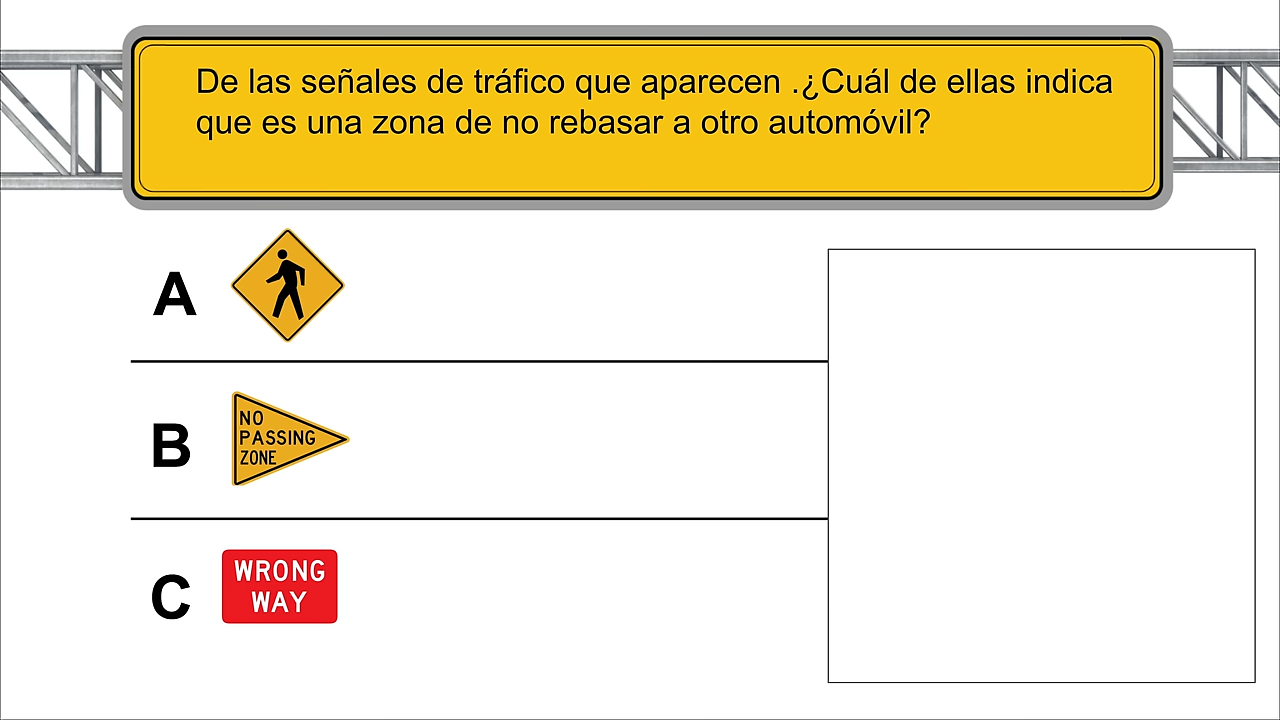 De las señales de tráfico que aparecen .¿Cuál de ellas indica
que es una zona de no rebasar a otro automóvil?
A
B
NO
PASSING
ZONE
C
WRONG
WAY